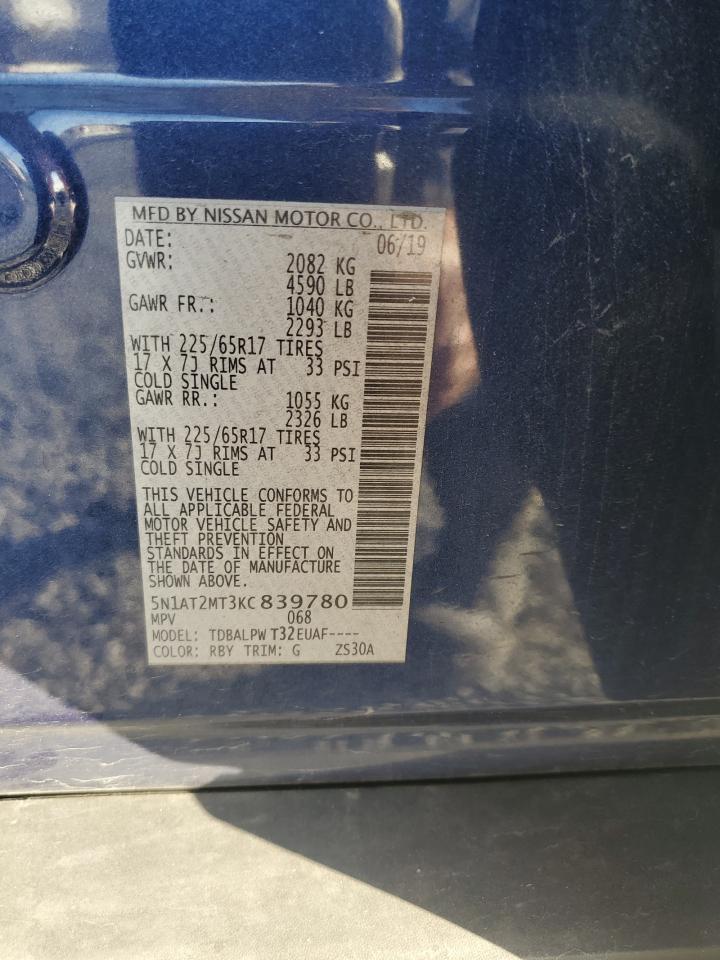 MFD BY NISSAN MOTOR CO., LTD.
DATE: 06/19
GVWR: 2082 KG
4590 LB
GAWR FR.: 1040 KG
2293 LB
WITH 225/65R17 TIRES
17 X 7J RIMS AT 33 PSI
COLD SINGLE
GAWR RR.: 1055 KG
2326 LB
WITH 225/65R17 TIRES
17 X 7J RIMS AT 33 PSI
COLD SINGLE
THIS VEHICLE CONFORMS TO
ALL APPLICABLE FEDERAL
MOTOR VEHICLE SAFETY AND
THEFT PREVENTION
STANDARDS IN EFFECT ON
THE DATE OF MANUFACTURE
SHOWN ABOVE.
5N1AT2MT3KC839780
MPV 068
MODEL: TDBALPW T32EUAF----
COLOR: RBY TRIM: G ZS30A